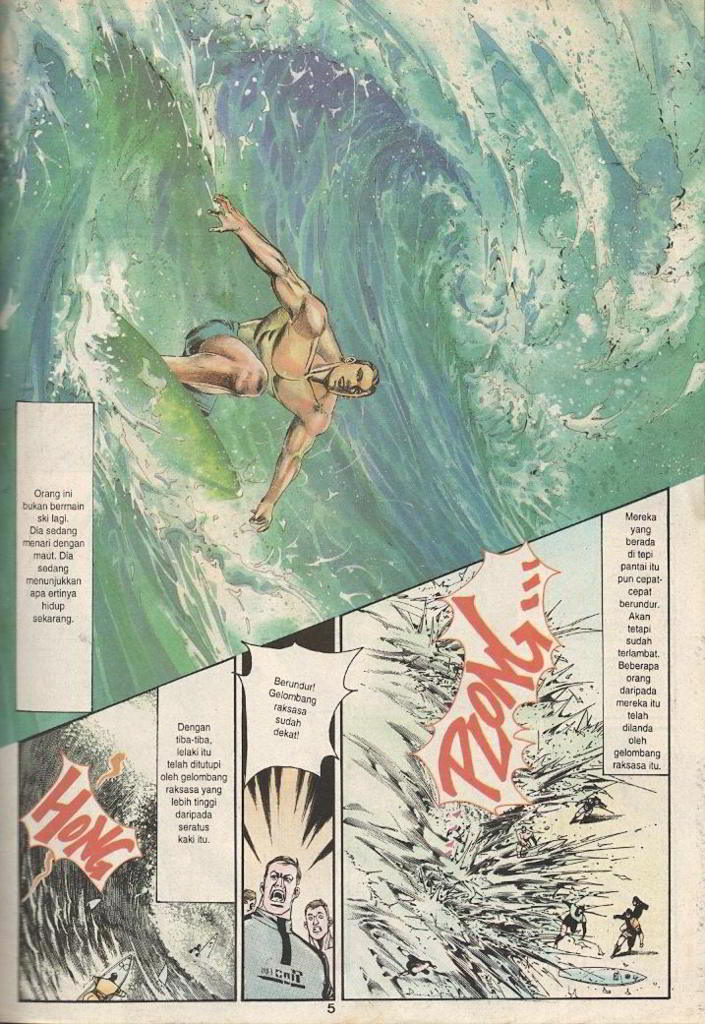 Orang ini
bukan bermain
ski lagi.
Dia sedang
menari dengan
maut. Dia
sedang
menunjukkan
apa ertinya
hidup
sekarang.
HONG
Dengan
tiba-tiba,
lelaki itu
telah ditutupi
oleh gelombang
raksasa yang
lebih tinggi
daripada
seratus
kaki itu.
Berundur!
Gelombang
raksasa
sudah
dekat!
PLONG...
Mereka
yang
berada
di tepi
pantai itu
pun cepat-
cepat
berundur.
Akan
tetapi
sudah
terlambat.
Beberapa
orang
daripada
mereka itu
telah
dilanda
oleh
gelombang
raksasa itu.
5